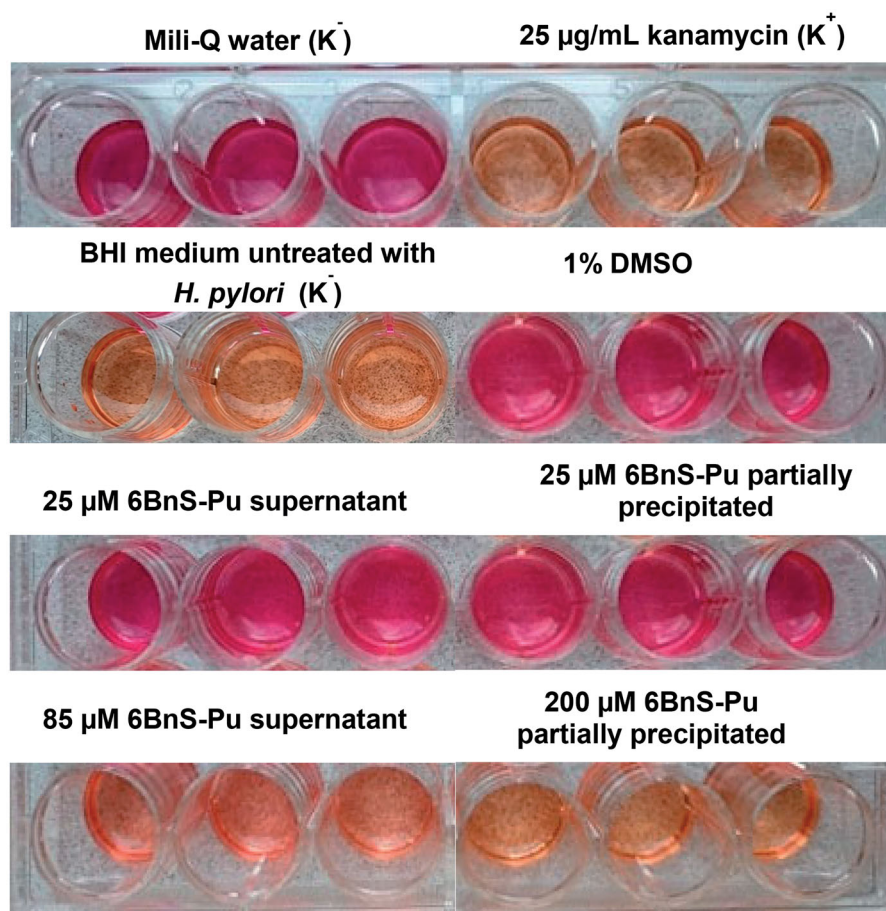 Mili-Q water (K⁻)
25 µg/mL kanamycin (K⁺)
BHI medium untreated with
H. pylori (K⁻)
1% DMSO
25 µM 6BnS-Pu supernatant
25 µM 6BnS-Pu partially
precipitated
85 µM 6BnS-Pu supernatant
200 µM 6BnS-Pu
partially precipitated